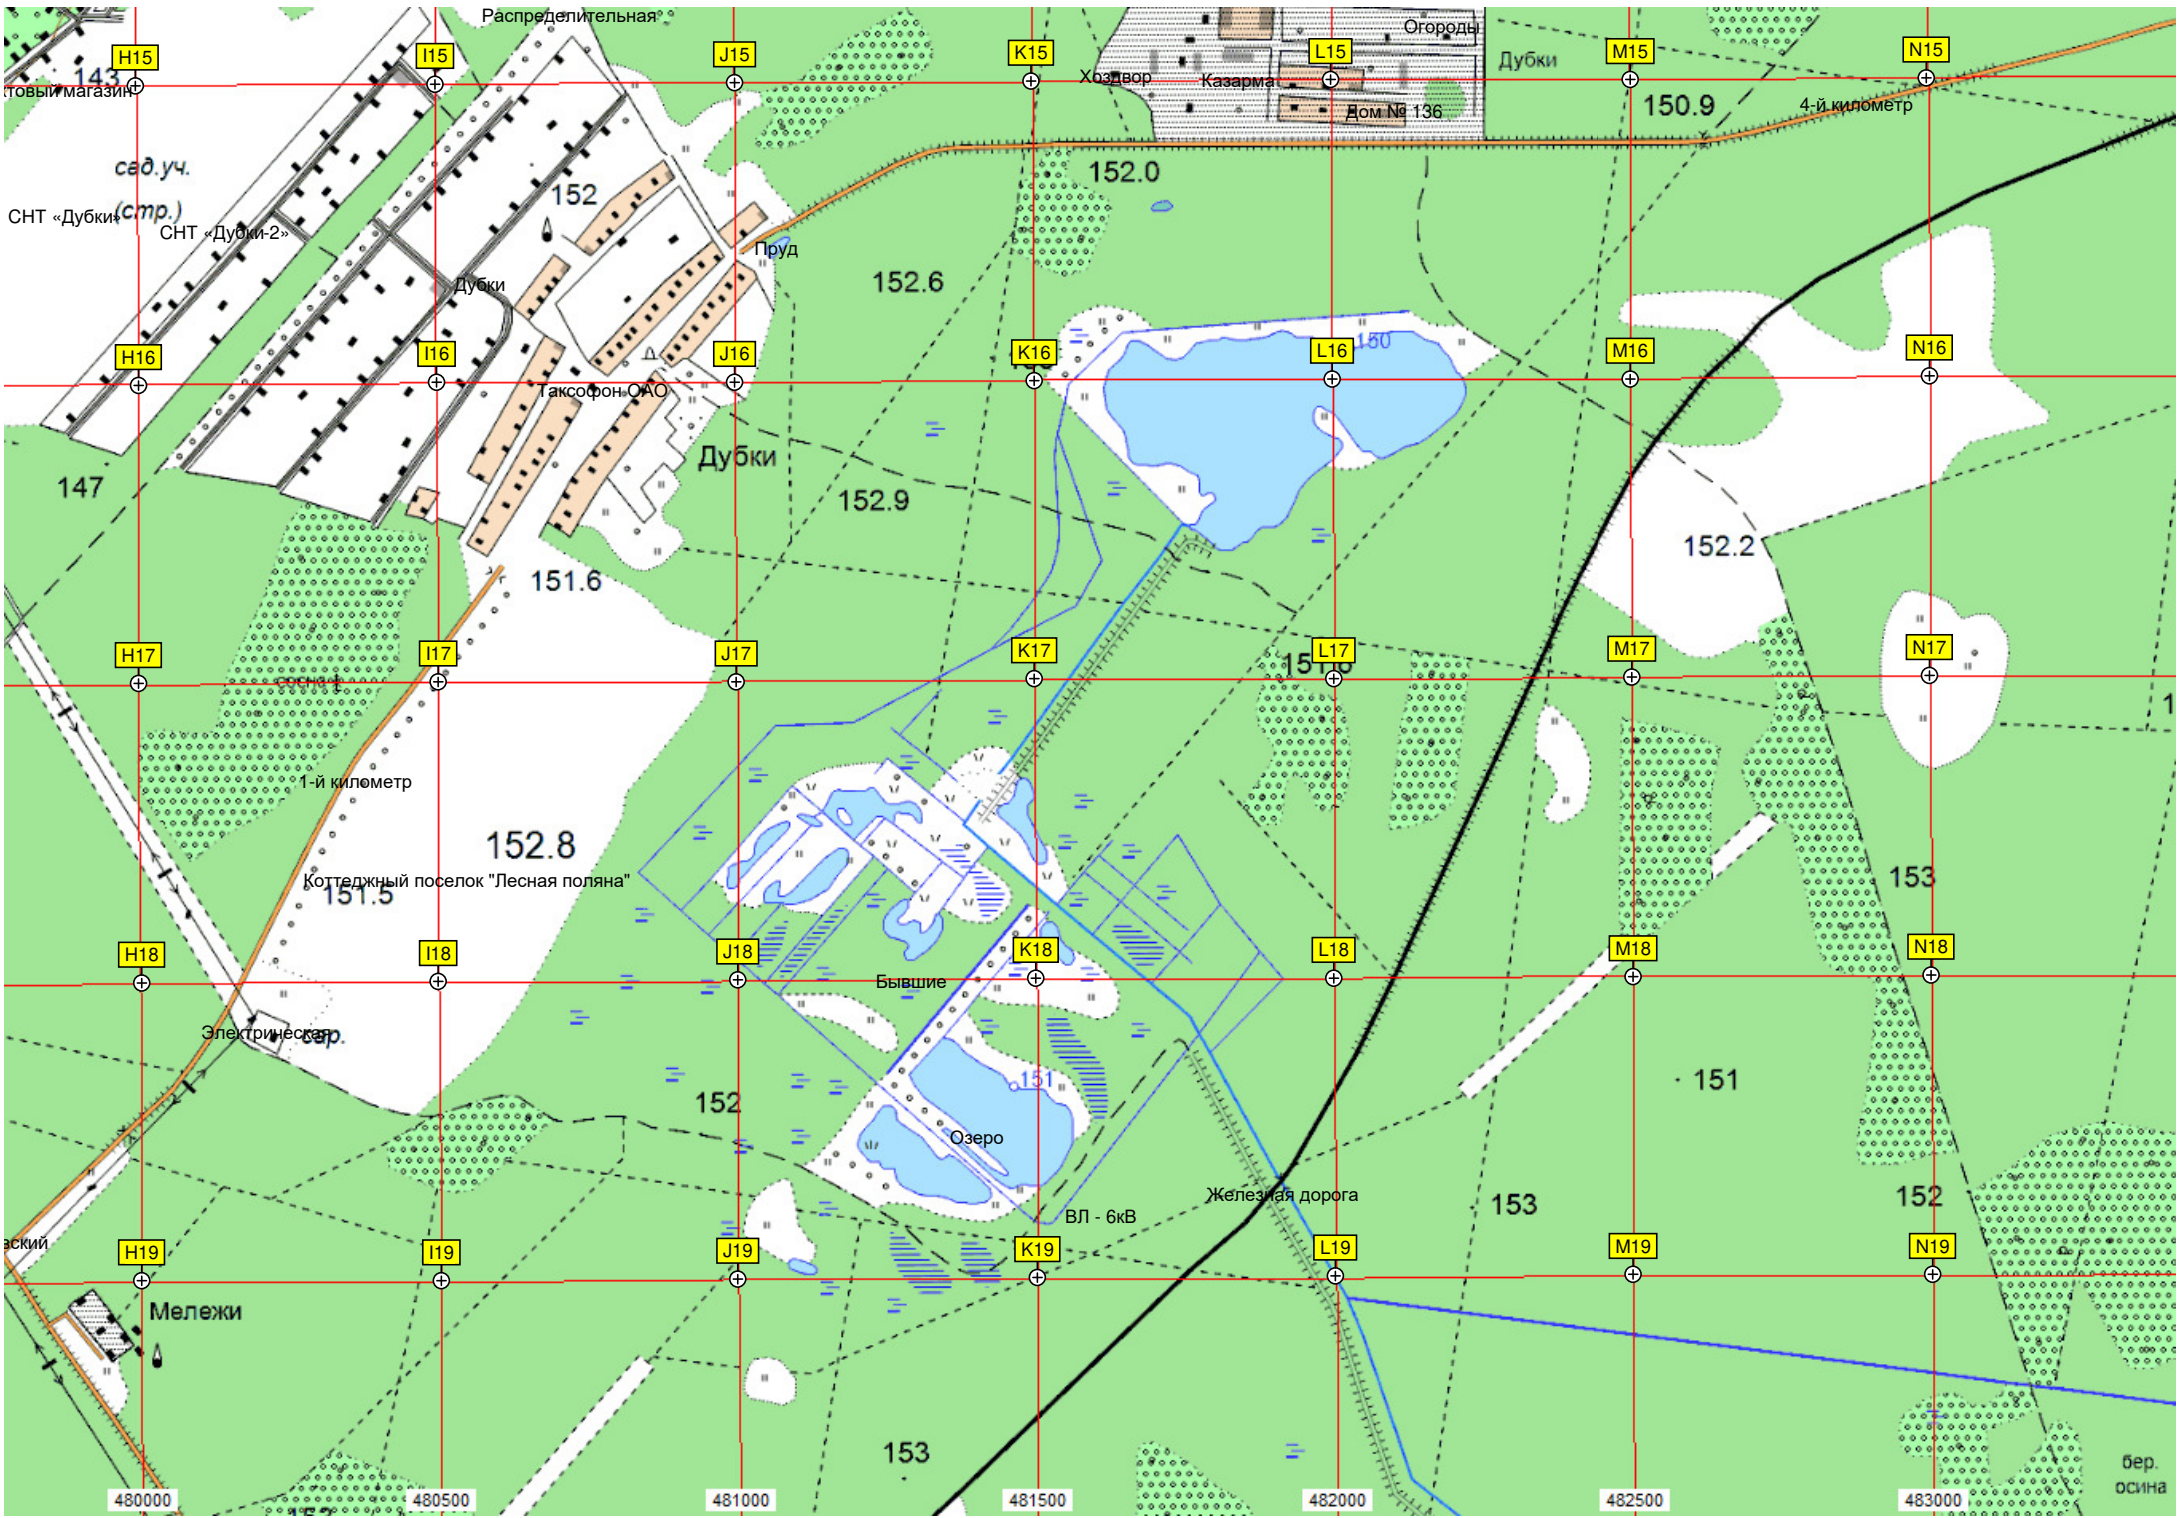 Распределительная
Огороды
H15
I15
J15
K15
L15
M15
N15
Дубки
143
Хоздвор
Казарма
150.9
4-й километр
Дом № 136
сад.уч.
(стр.)
152
152.0
СНТ «Дубки»
СНТ «Дубки-2»
Пруд
Дубки
152.6
H16
I16
J16
K16
L16
M16
N16
150
Таксофон ОАО
Дубки
147
152.9
152.2
151.6
H17
I17
J17
K17
L17
M17
N17
1-й километр
152.8
Коттеджный поселок "Лесная поляна"
151.5
153
H18
I18
J18
K18
L18
M18
N18
Бывшие
Электрическая
сар.
151
151
152
Озеро
Железная дорога
153
152
ВЛ - 6кВ
H19
I19
J19
K19
L19
M19
N19
Мележи
153
бер.
осина
480000
480500
481000
481500
482000
482500
483000